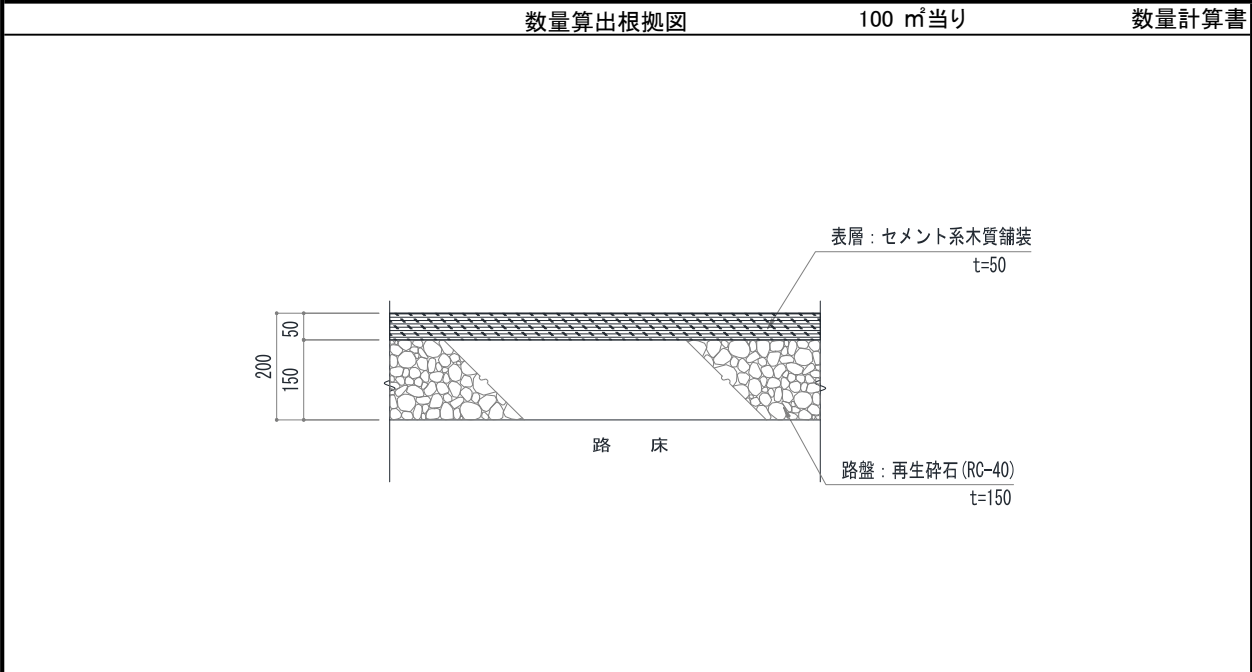 数量算出根拠図 100 ㎡当り 数量計算書
表層：セメント系木質舗装
t=50
50
200
150
路 床
路盤：再生砕石(RC-40)
t=150